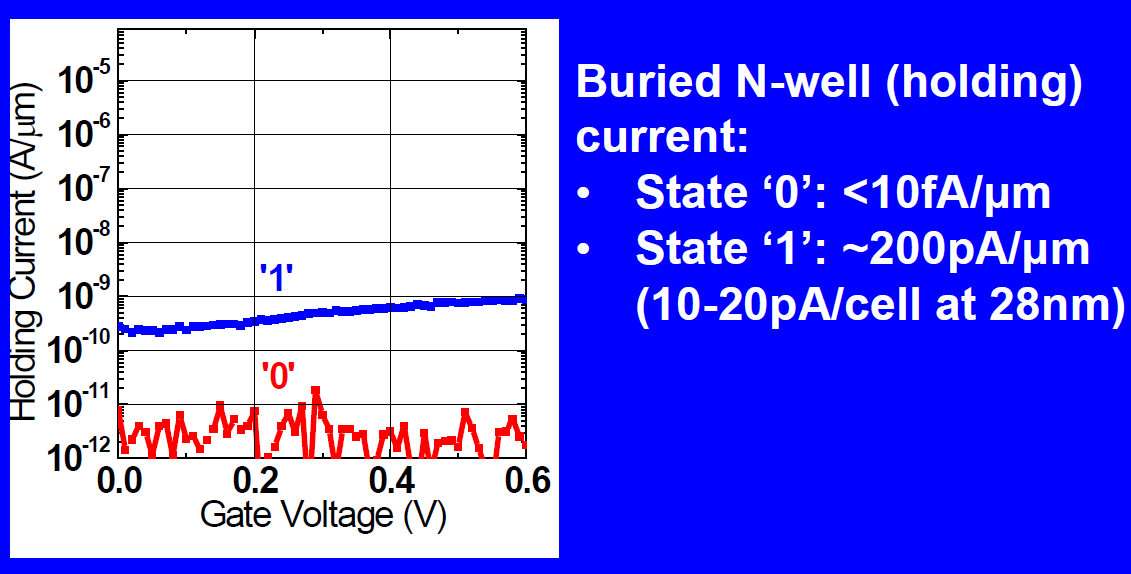 Holding Current (A/μm)
10-5
10-6
10-7
10-8
10-9
10-10
10-11
10-12
'1'
'0'
0.0 0.2 0.4 0.6
Gate Voltage (V)
Buried N-well (holding)
current:
• State ‘0’: <10fA/μm
• State ‘1’: ~200pA/μm
(10-20pA/cell at 28nm)